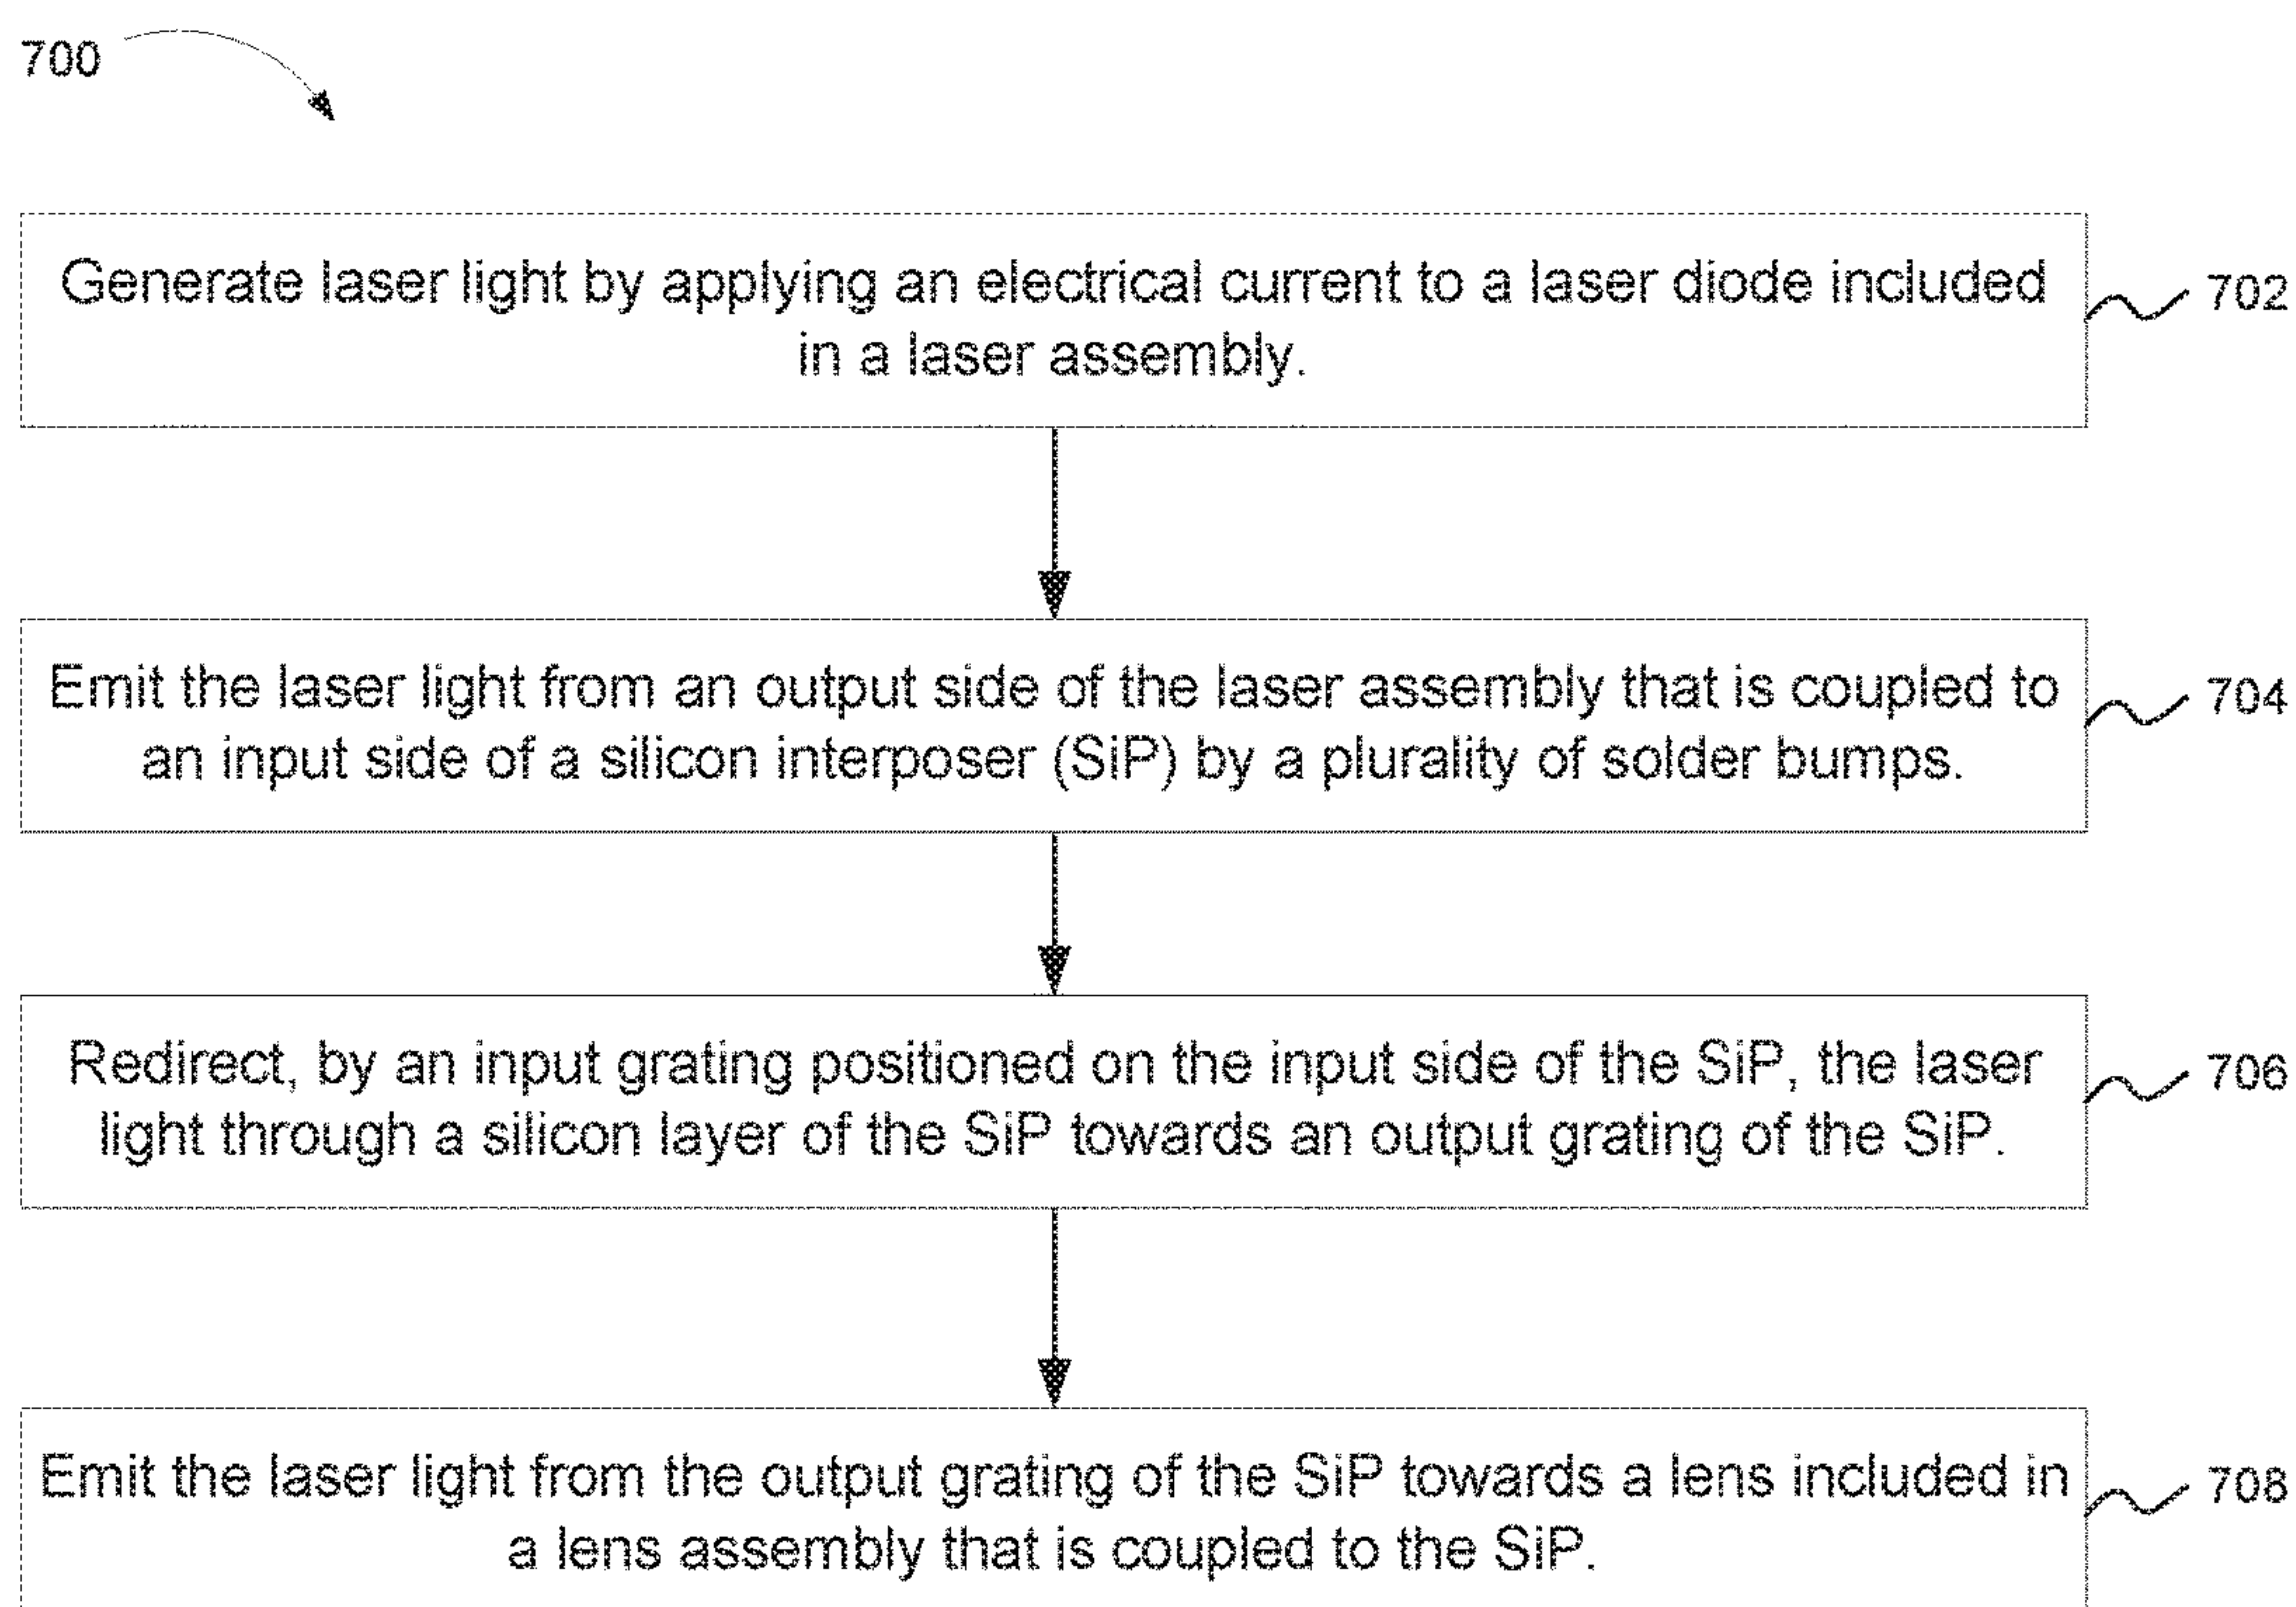 700
Generate laser light by applying an electrical current to a laser diode included
in a laser assembly.
702
Emit the laser light from an output side of the laser assembly that is coupled to
an input side of a silicon interposer (SiP) by a plurality of solder bumps.
704
Redirect, by an input grating positioned on the input side of the SiP, the laser
light through a silicon layer of the SiP towards an output grating of the SiP.
706
Emit the laser light from the output grating of the SiP towards a lens included in
a lens assembly that is coupled to the SiP.
708